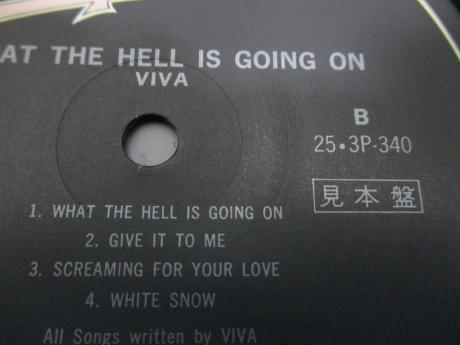 AT THE HELL IS GOING ON
VIVA
B
25・3P-340
見本盤
1. WHAT THE HELL IS GOING ON
2. GIVE IT TO ME
3. SCREAMING FOR YOUR LOVE
4. WHITE SNOW
All Songs written by VIVA